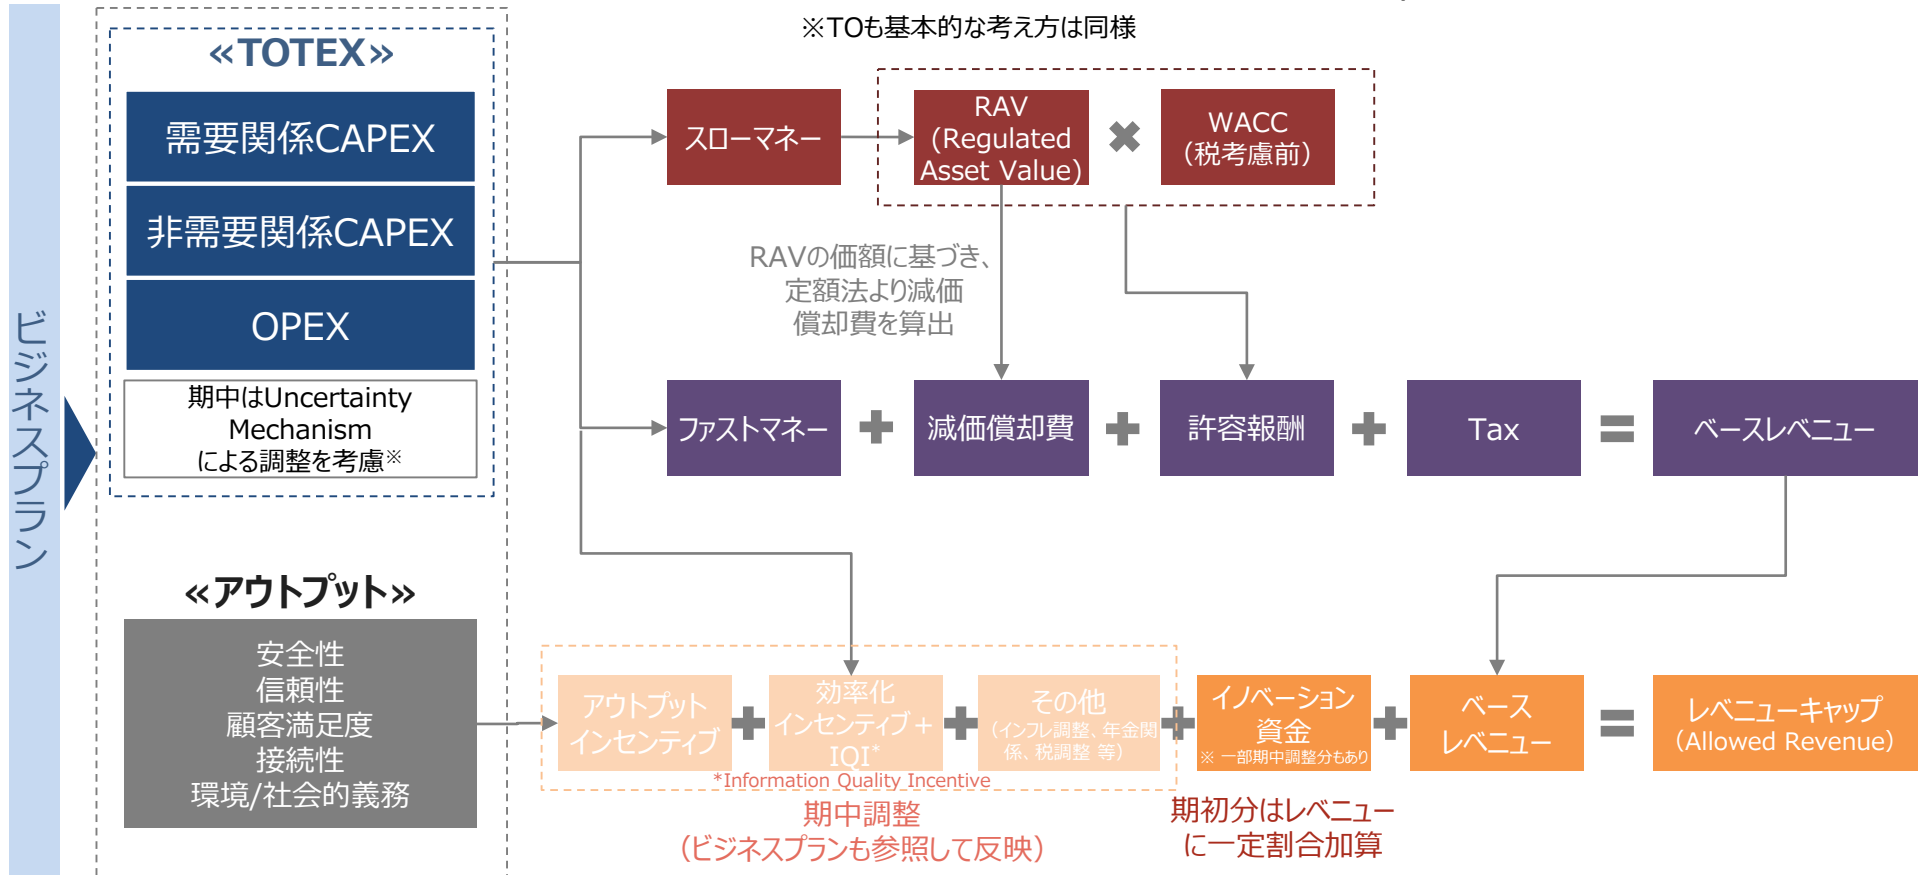 ※TOも基本的な考え方は同様
ビジネスプラン
≪TOTEX≫
需要関係CAPEX
非需要関係CAPEX
OPEX
期中はUncertainty
Mechanism
による調整を考慮※
スローマネー
RAV
(Regulated
Asset Value)
WACC
（税考慮前）
RAVの価額に基づき、
定額法より減価
償却費を算出
ファストマネー
減価償却費
許容報酬
Tax
ベースレベニュー
≪アウトプット≫
安全性
信頼性
顧客満足度
接続性
環境/社会的義務
アウトプット
インセンティブ
効率化
インセンティブ＋
IQI*
その他
（インフレ調整、年金関
係、税調整 等）
イノベーション
資金
※ 一部期中調整分もあり
ベース
レベニュー
レベニューキャップ
（Allowed Revenue）
*Information Quality Incentive
期中調整
（ビジネスプランも参照して反映）
期初分はレベニュー
に一定割合加算